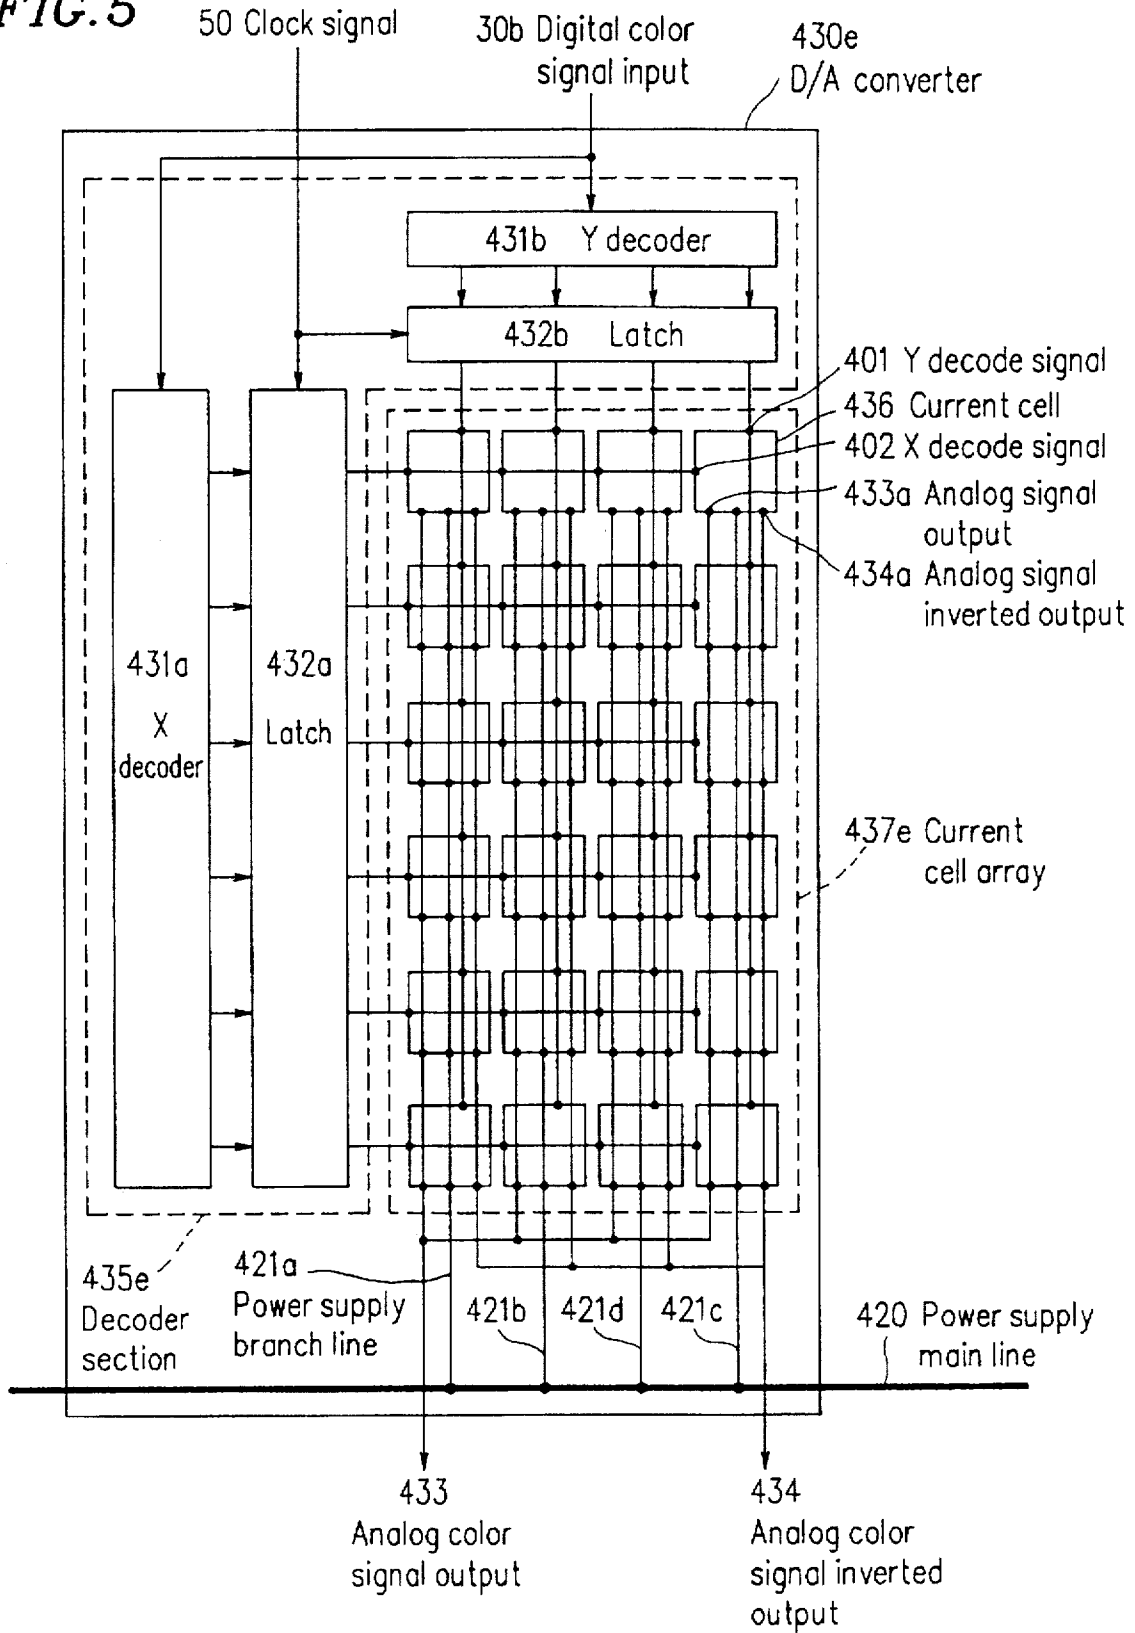 FIG. 5
50 Clock signal
30b Digital color
signal input
430e
D/A converter
431b Y decoder
432b Latch
401 Y decode signal
436 Current cell
402 X decode signal
433a Analog signal
output
434a Analog signal
inverted output
431a
X
decoder
432a
Latch
437e Current
cell array
435e
Decoder
section
421a
Power supply
branch line
421b
421d
421c
420 Power supply
main line
433
Analog color
signal output
434
Analog color
signal inverted
output